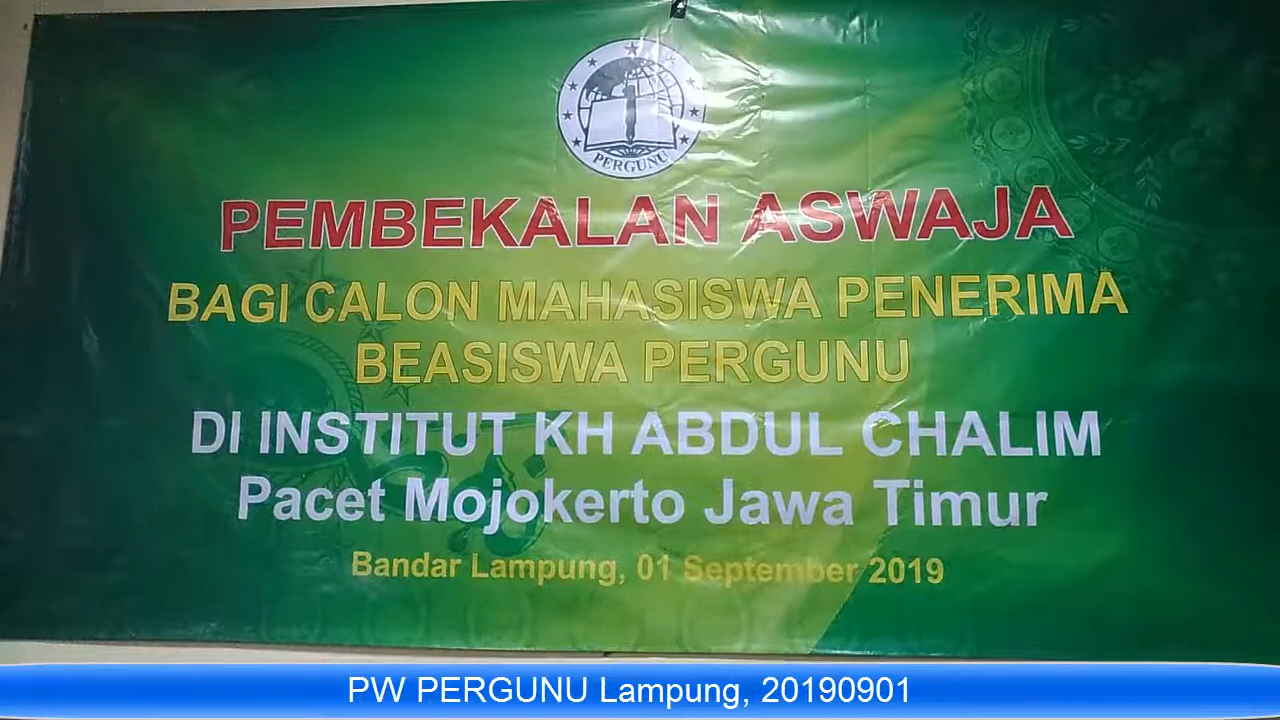 PERGUNU
PEMBEKALAN ASWAJA
BAGI CALON MAHASISWA PENERIMA
BEASISWA PERGUNU
DI INSTITUT KH ABDUL CHALIM
Pacet Mojokerto Jawa Timur
Bandar Lampung, 01 September 2019
PW PERGUNU Lampung, 20190901